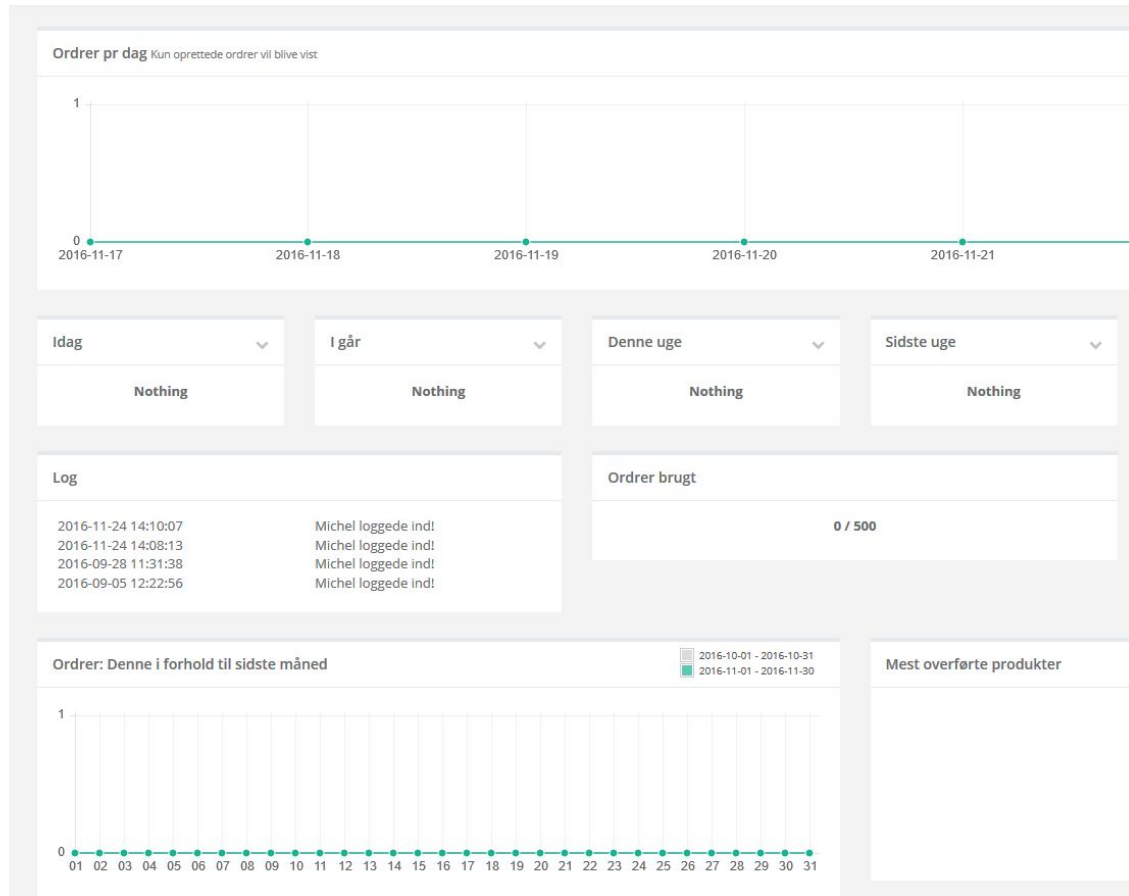 Ordrer pr dag Kun oprettede ordrer vil blive vist
1
0
2016-11-17 2016-11-18 2016-11-19 2016-11-20 2016-11-21
Idag I går Denne uge Sidste uge
Nothing Nothing Nothing Nothing
Log Ordrer brugt
2016-11-24 14:10:07 Michel loggede ind!
2016-11-24 14:08:13 Michel loggede ind!
2016-09-28 11:31:38 Michel loggede ind!
2016-09-05 12:22:56 Michel loggede ind!
0 / 500
Ordrer: Denne i forhold til sidste måned
2016-10-01 - 2016-10-31
2016-11-01 - 2016-11-30
Mest overførte produkter
1
0
01 02 03 04 05 06 07 08 09 10 11 12 13 14 15 16 17 18 19 20 21 22 23 24 25 26 27 28 29 30 31